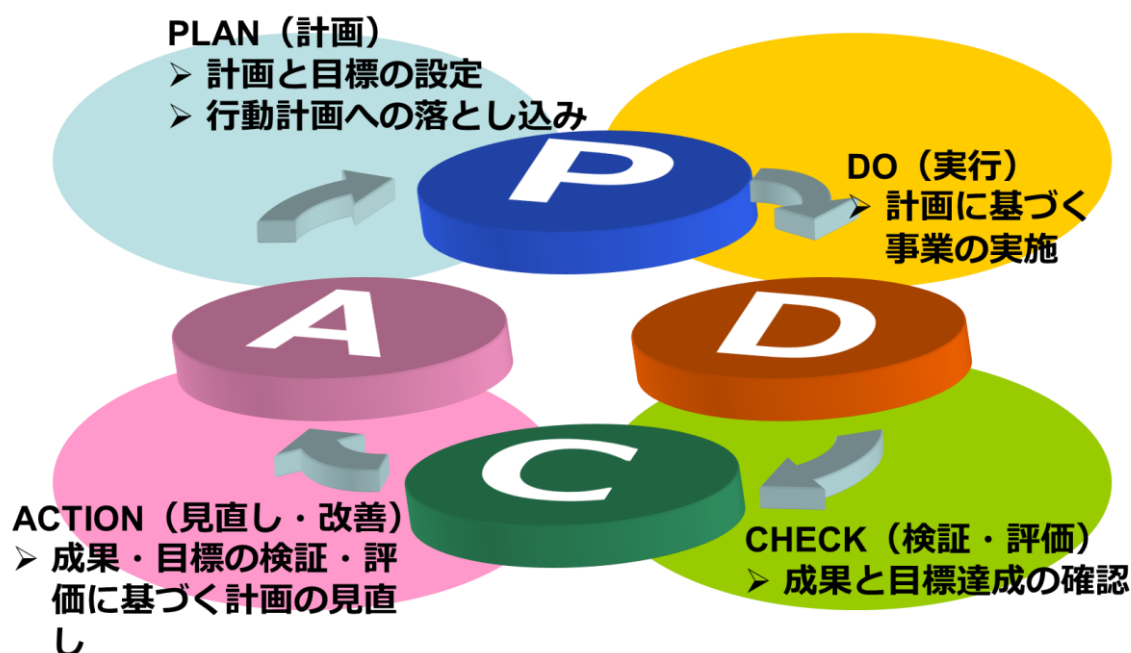 PLAN（計画）
➢ 計画と目標の設定
➢ 行動計画への落とし込み
P
DO（実行）
➢ 計画に基づく
事業の実施
A
D
C
ACTION（見直し・改善）
➢ 成果・目標の検証・評
価に基づく計画の見直
し
CHECK（検証・評価）
➢ 成果と目標達成の確認